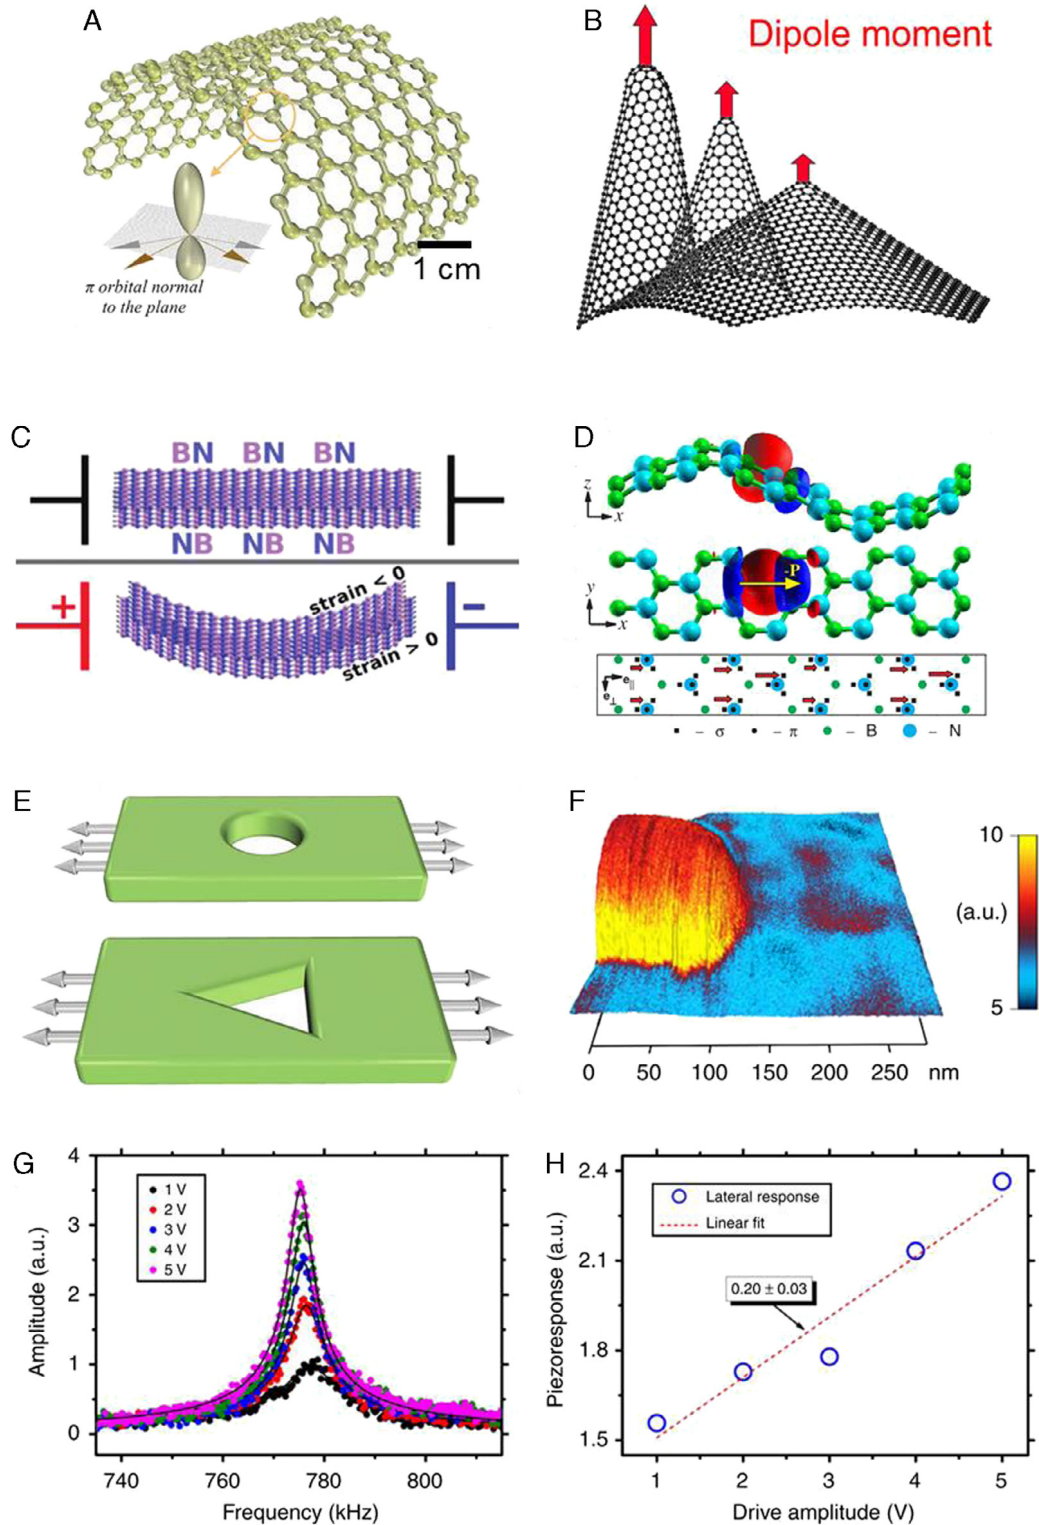 A
π orbital normal
to the plane
1 cm
B
Dipole moment
C
BN BN BN
NB NB NB
+
strain < 0
strain > 0
−
D
z
x
-P
y
x
e||
e⊥
- σ - π - B - N
E
F
10
(a.u.)
5
0 50 100 150 200 250 nm
G
4
3
2
1
0
Amplitude (a.u.)
1 V
2 V
3 V
4 V
5 V
740 760 780 800
Frequency (kHz)
H
2.4
2.1
1.8
1.5
Piezoresponse (a.u.)
Lateral response
Linear fit
0.20 ± 0.03
1 2 3 4 5
Drive amplitude (V)